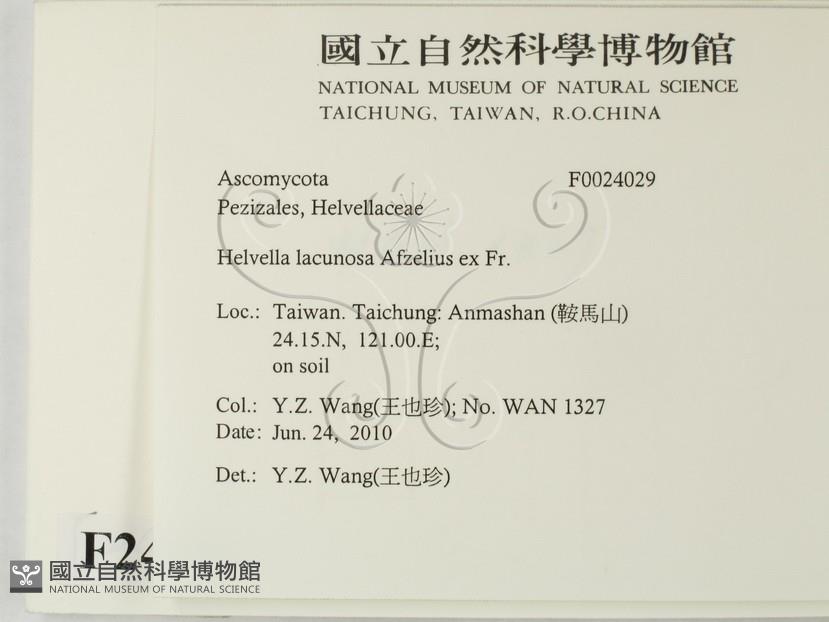 國立自然科學博物館
NATIONAL MUSEUM OF NATURAL SCIENCE
TAICHUNG, TAIWAN, R.O.CHINA
Ascomycota F0024029
Pezizales, Helvellaceae
Helvella lacunosa Afzelius ex Fr.
Loc.: Taiwan. Taichung: Anmashan (鞍馬山)
24.15.N, 121.00.E;
on soil
Col.: Y.Z. Wang(王也珍); No. WAN 1327
Date: Jun. 24, 2010
Det.: Y.Z. Wang(王也珍)
F24
國立自然科學博物館
NATIONAL MUSEUM OF NATURAL SCIENCE